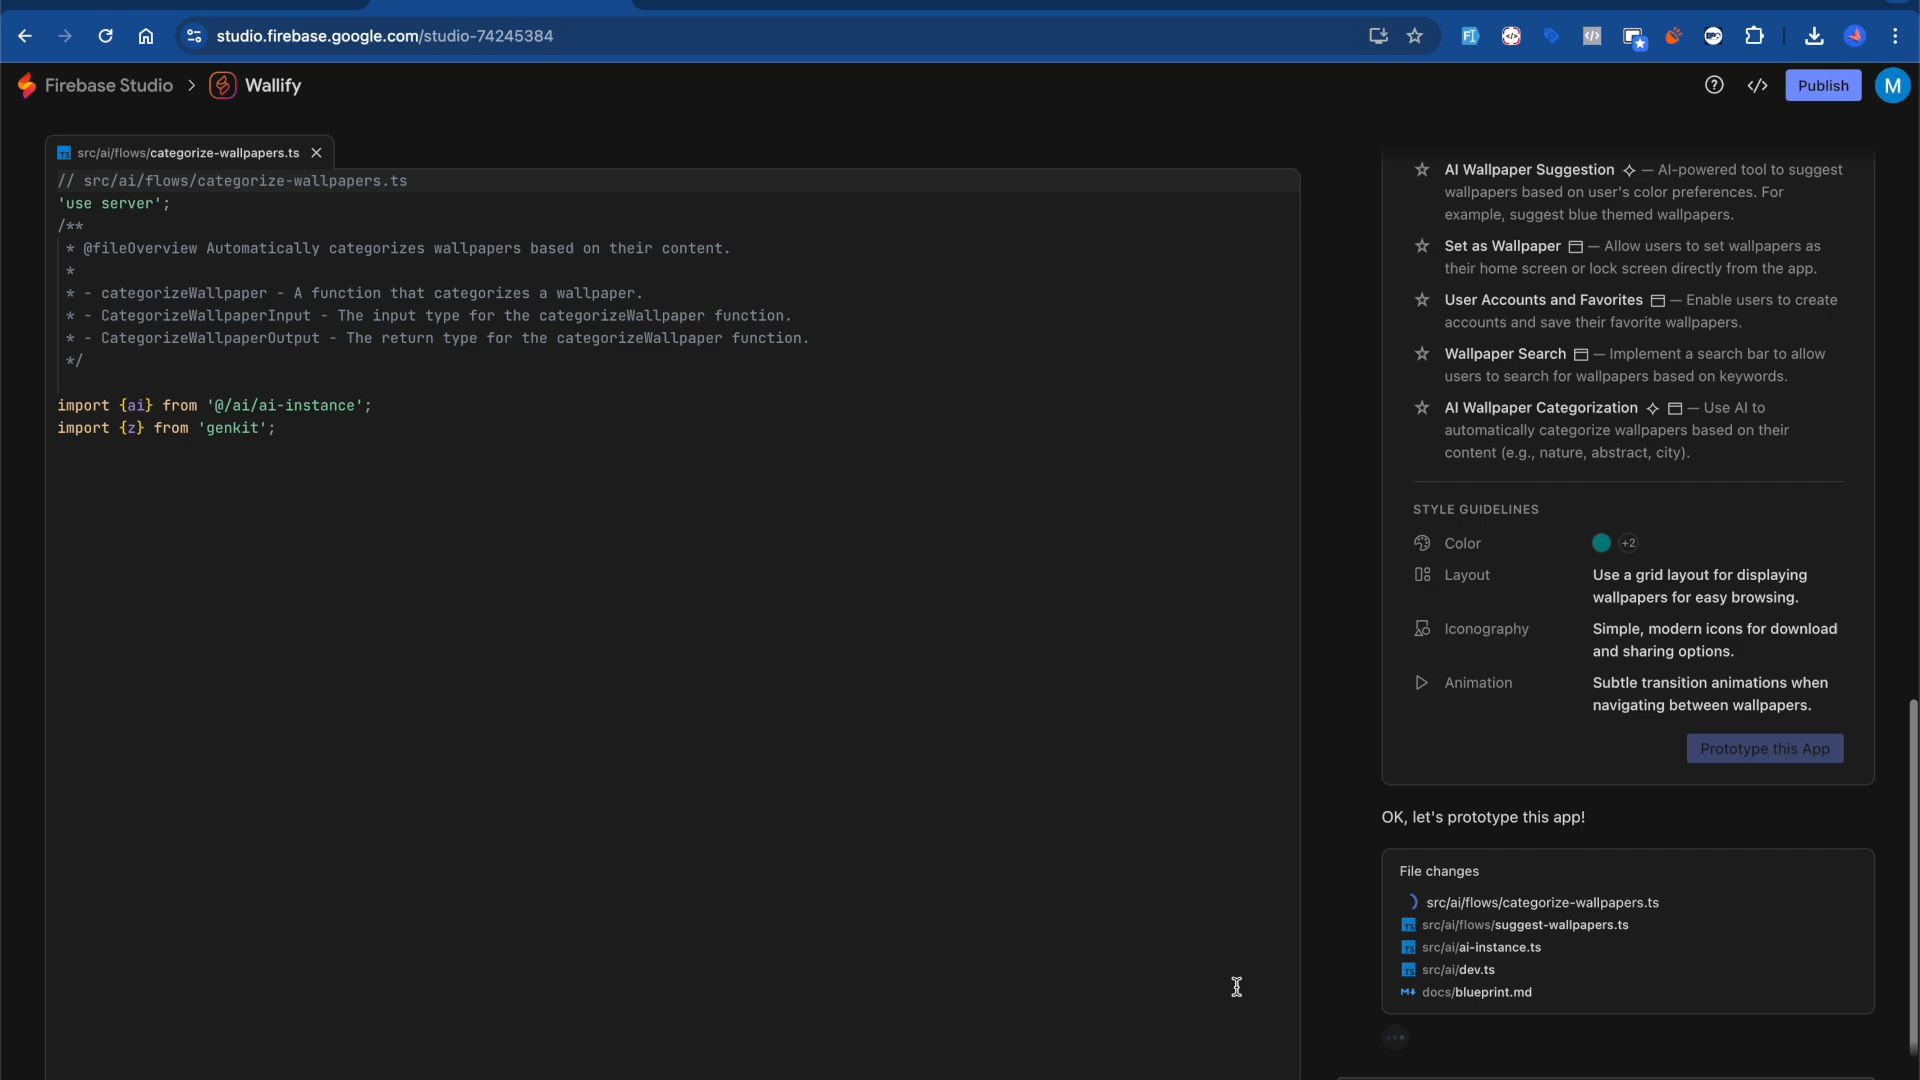 studio.firebase.google.com/studio-74245384
Firebase Studio > Wallify
Publish
M
TS src/ai/flows/categorize-wallpapers.ts
// src/ai/flows/categorize-wallpapers.ts
'use server';
/**
* @fileOverview Automatically categorizes wallpapers based on their content.
*
* - categorizeWallpaper - A function that categorizes a wallpaper.
* - CategorizeWallpaperInput - The input type for the categorizeWallpaper function.
* - CategorizeWallpaperOutput - The return type for the categorizeWallpaper function.
*/
import {ai} from '@/ai/ai-instance';
import {z} from 'genkit';
AI Wallpaper Suggestion — AI-powered tool to suggest
wallpapers based on user's color preferences. For
example, suggest blue themed wallpapers.
Set as Wallpaper — Allow users to set wallpapers as
their home screen or lock screen directly from the app.
User Accounts and Favorites — Enable users to create
accounts and save their favorite wallpapers.
Wallpaper Search — Implement a search bar to allow
users to search for wallpapers based on keywords.
AI Wallpaper Categorization — Use AI to
automatically categorize wallpapers based on their
content (e.g., nature, abstract, city).
STYLE GUIDELINES
Color +2
Layout Use a grid layout for displaying
wallpapers for easy browsing.
Iconography Simple, modern icons for download
and sharing options.
Animation Subtle transition animations when
navigating between wallpapers.
Prototype this App
OK, let's prototype this app!
File changes
src/ai/flows/categorize-wallpapers.ts
TS src/ai/flows/suggest-wallpapers.ts
TS src/ai/ai-instance.ts
TS src/ai/dev.ts
M+ docs/blueprint.md